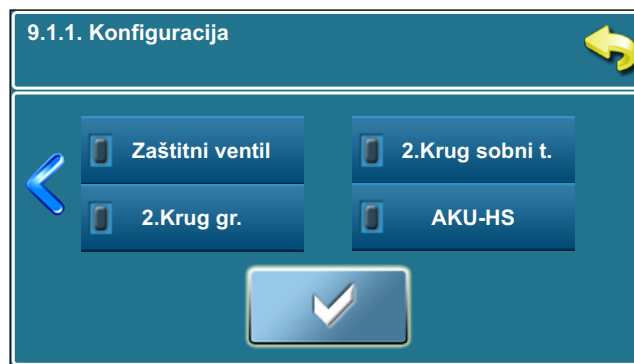 9.1.1. Konfiguracija
Zaštitni ventil
2.Krug sobni t.
2.Krug gr.
AKU-HS